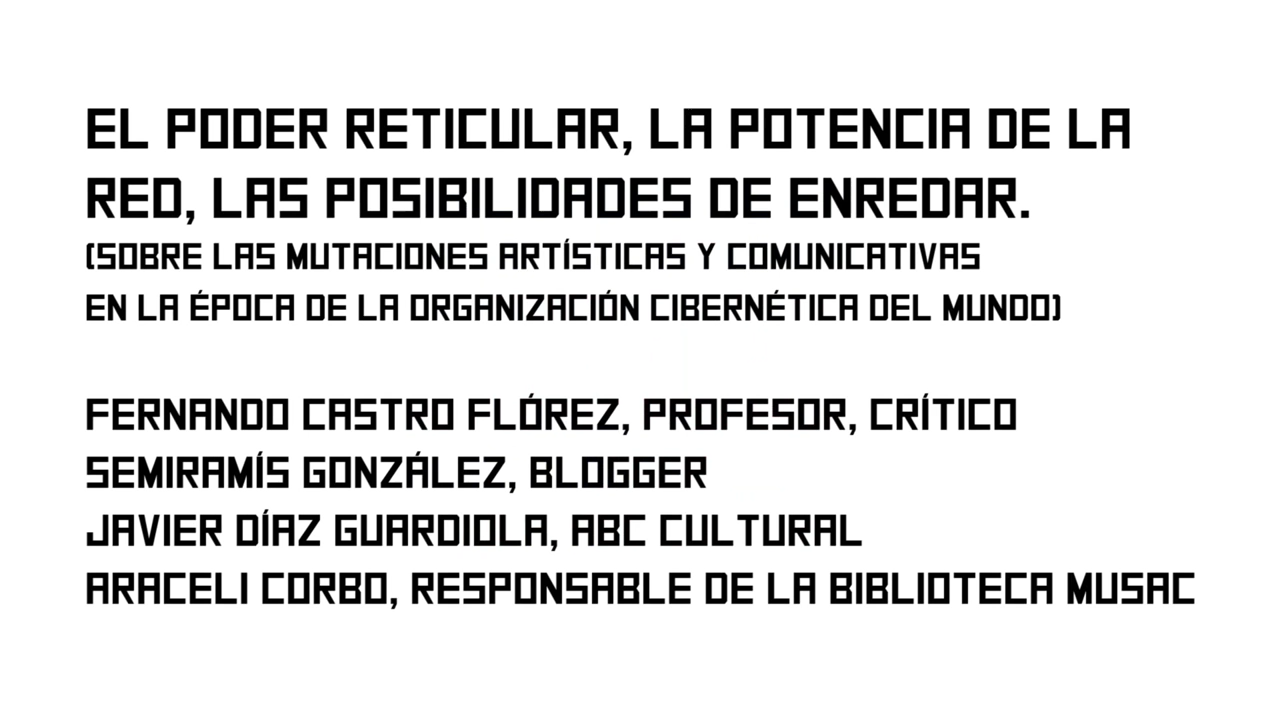 EL PODER RETICULAR, LA POTENCIA DE LA
RED, LAS POSIBILIDADES DE ENREDAR.
(SOBRE LAS MUTACIONES ARTÍSTICAS Y COMUNICATIVAS
EN LA ÉPOCA DE LA ORGANIZACIÓN CIBERNÉTICA DEL MUNDO)
FERNANDO CASTRO FLÓREZ, PROFESOR, CRÍTICO
SEMIRAMÍS GONZÁLEZ, BLOGGER
JAVIER DÍAZ GUARDIOLA, ABC CULTURAL
ARACELI CORBO, RESPONSABLE DE LA BIBLIOTECA MUSAC